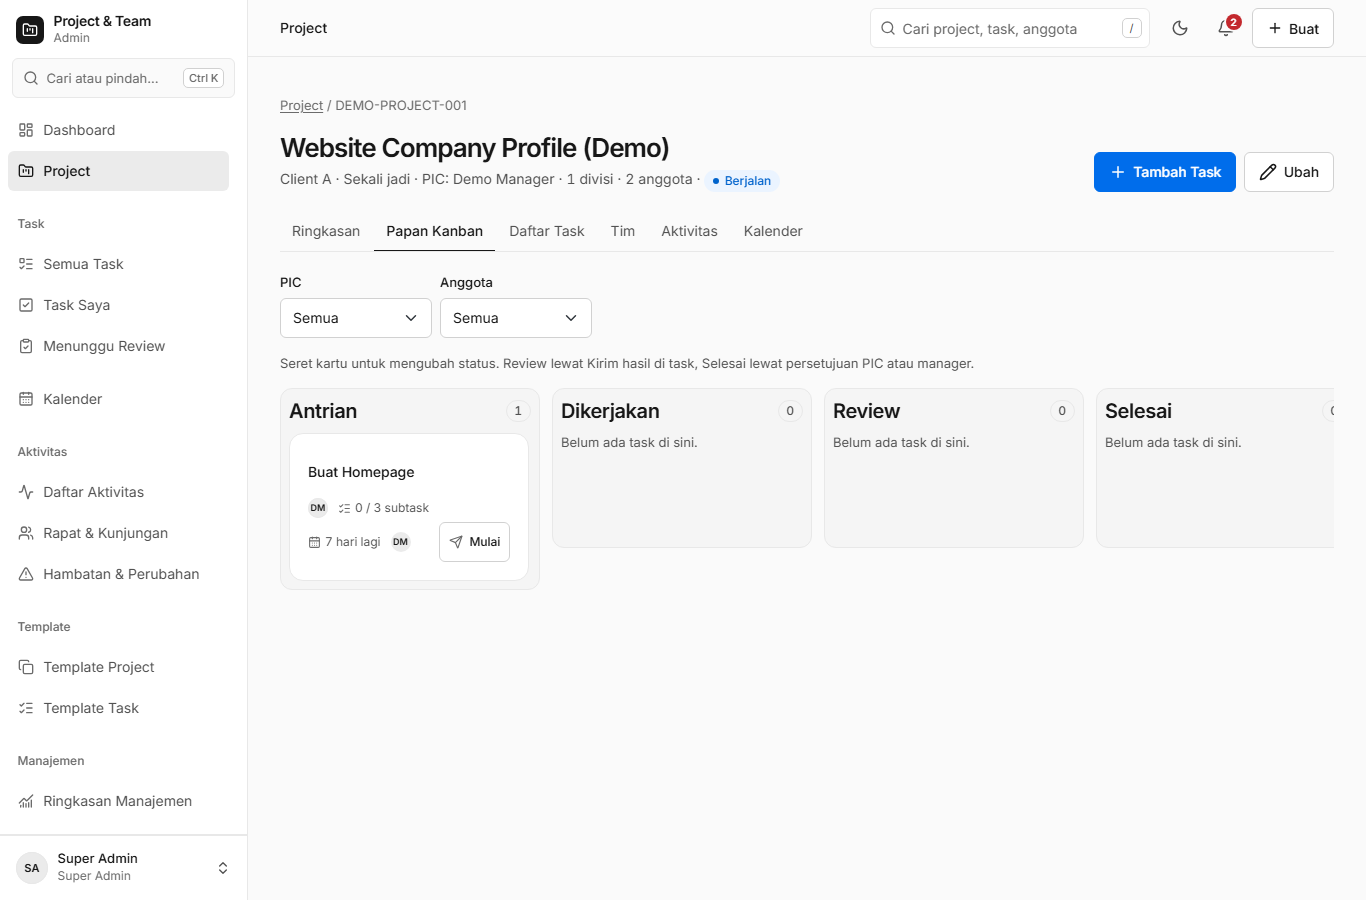 Project & Team
Admin
Cari atau pindah...
Ctrl K
Dashboard
Project
Task
Semua Task
Task Saya
Menunggu Review
Kalender
Aktivitas
Daftar Aktivitas
Rapat & Kunjungan
Hambatan & Perubahan
Template
Template Project
Template Task
Manajemen
Ringkasan Manajemen
SA
Super Admin
Super Admin
Project
Cari project, task, anggota
/
2
Buat
Project / DEMO-PROJECT-001
Website Company Profile (Demo)
Client A · Sekali jadi · PIC: Demo Manager · 1 divisi · 2 anggota · Berjalan
Tambah Task
Ubah
Ringkasan
Papan Kanban
Daftar Task
Tim
Aktivitas
Kalender
PIC
Semua
Anggota
Semua
Seret kartu untuk mengubah status. Review lewat Kirim hasil di task, Selesai lewat persetujuan PIC atau manager.
Antrian
1
Buat Homepage
DM
0 / 3 subtask
7 hari lagi
DM
Mulai
Dikerjakan
0
Belum ada task di sini.
Review
0
Belum ada task di sini.
Selesai
Belum ada task di sini.